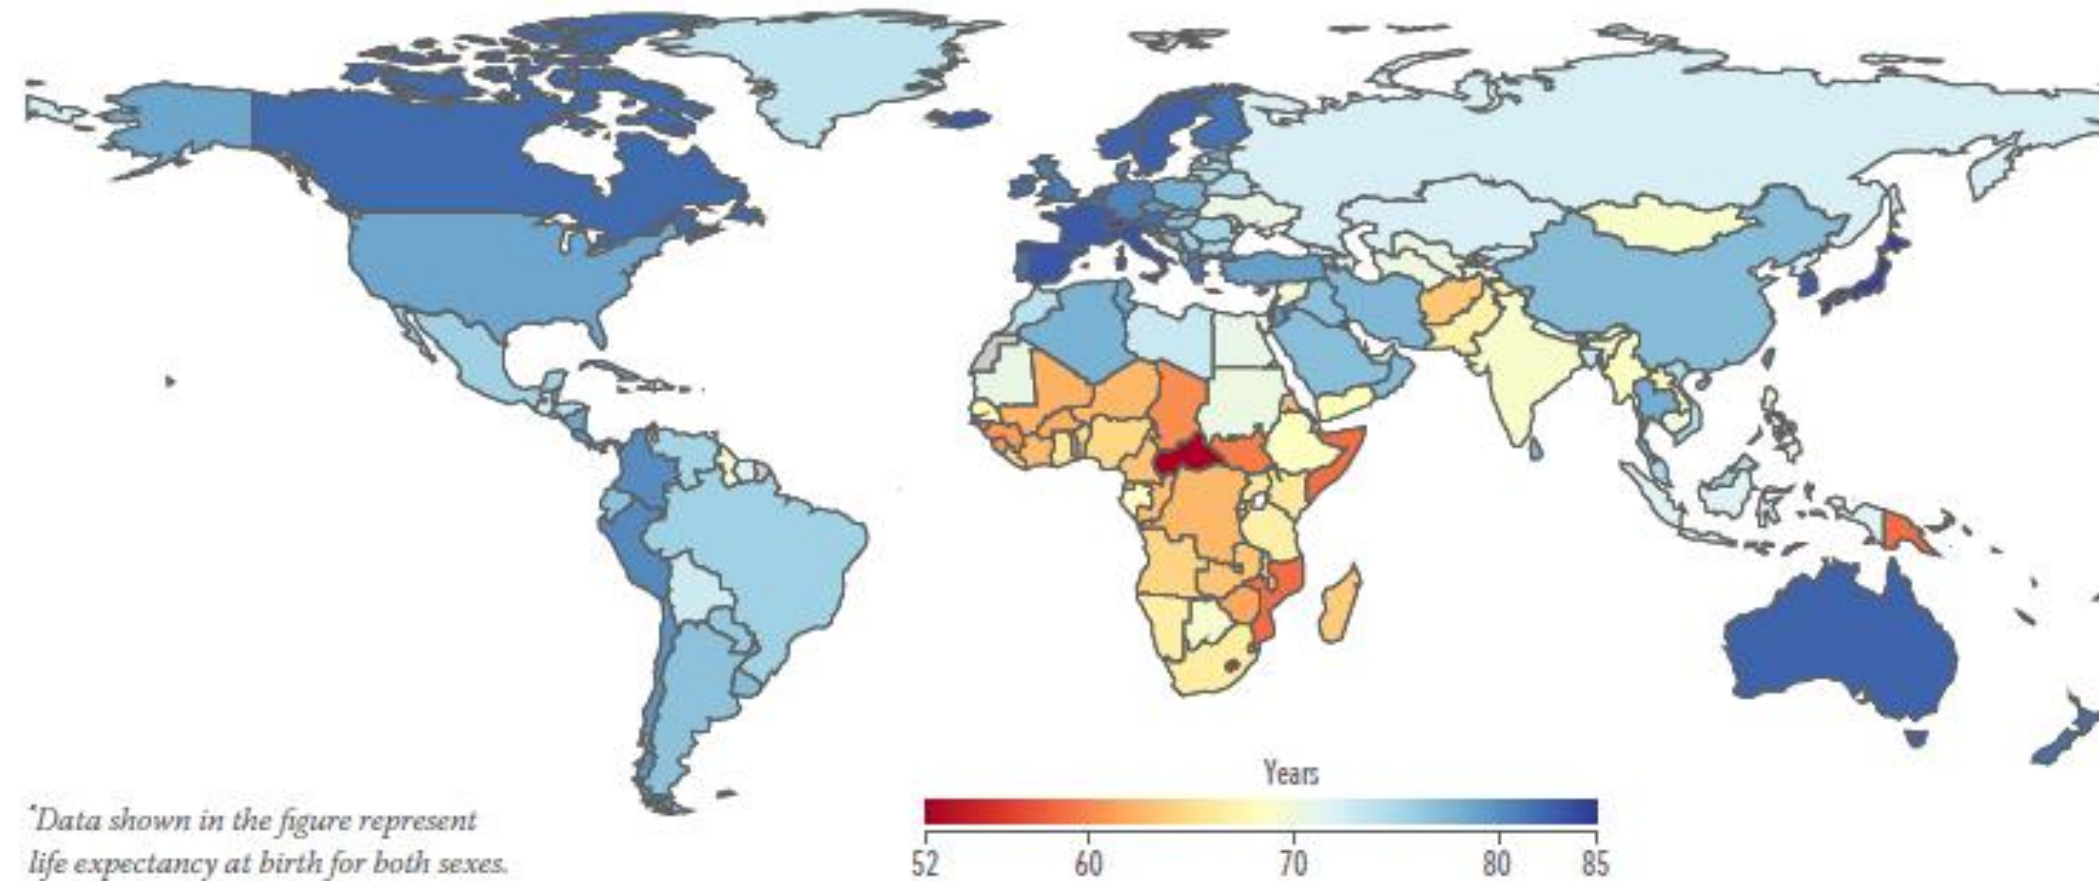 Years
52 60 70 80 85
*Data shown in the figure represent
life expectancy at birth for both sexes.